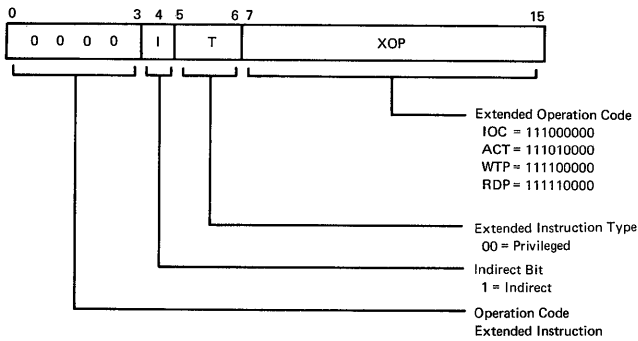 0 3 4 5 6 7 15
0 0 0 0 I T XOP
Extended Operation Code
IOC = 111000000
ACT = 111010000
WTP = 111100000
RDP = 111110000
Extended Instruction Type
00 = Privileged
Indirect Bit
1 = Indirect
Operation Code
Extended Instruction